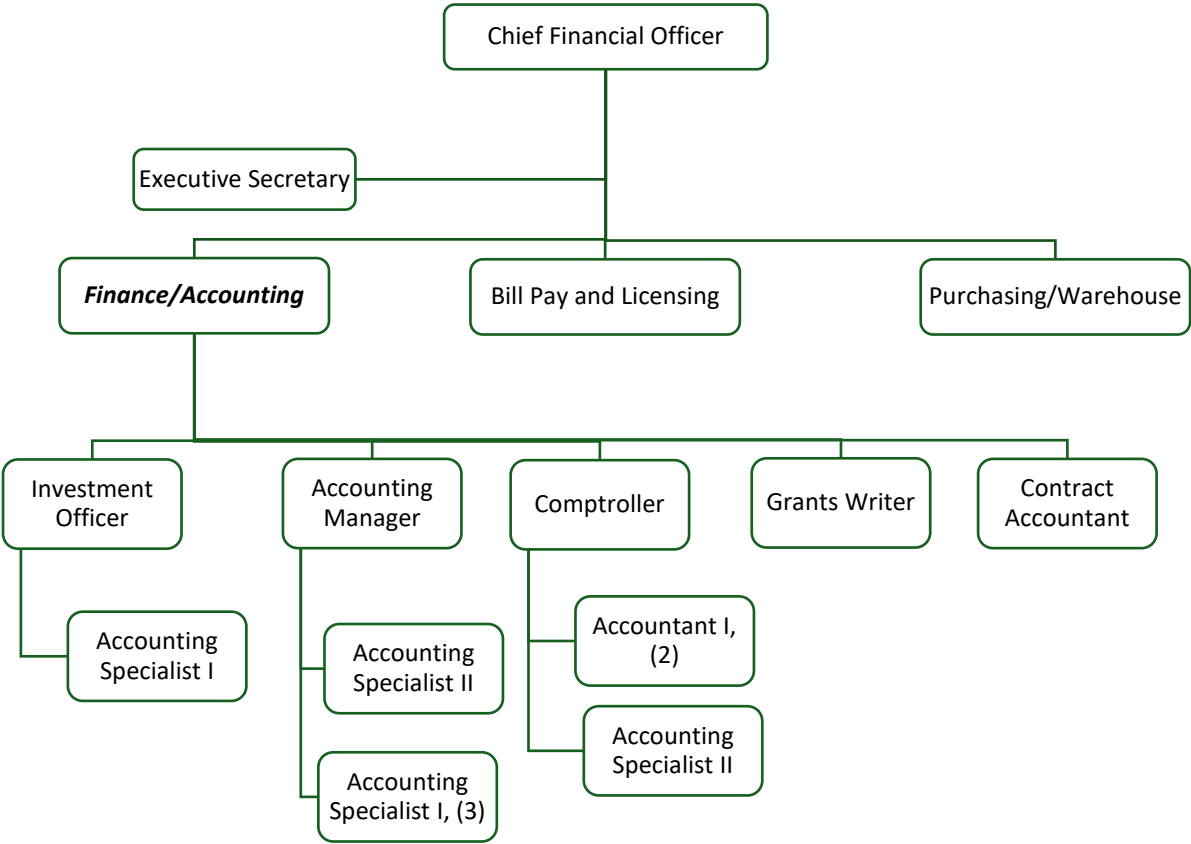 Chief Financial Officer
Executive Secretary
Finance/Accounting
Bill Pay and Licensing
Purchasing/Warehouse
Investment
Officer
Accounting
Manager
Comptroller
Grants Writer
Contract
Accountant
Accounting
Specialist I
Accounting
Specialist II
Accounting
Specialist I, (3)
Accountant I,
(2)
Accounting
Specialist II